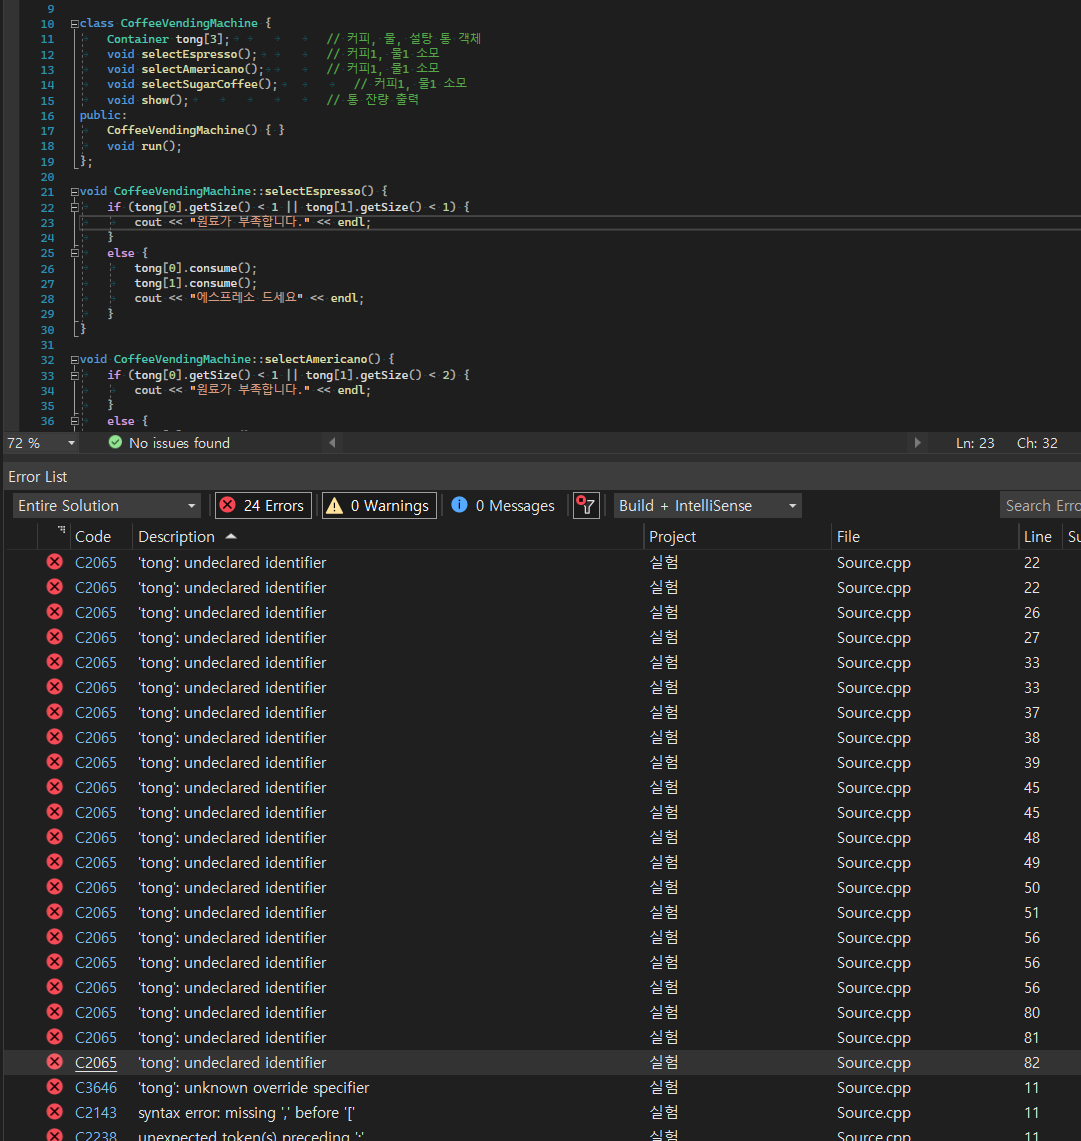 9
10 class CoffeeVendingMachine {
11 Container tong[3]; // 커피, 물, 설탕 통 객체
12 void selectEspresso(); // 커피1, 물1 소모
13 void selectAmericano(); // 커피1, 물1 소모
14 void selectSugarCoffee(); // 커피1, 물1 소모
15 void show(); // 통 잔량 출력
16 public:
17 CoffeeVendingMachine() { }
18 void run();
19 };
20
21 void CoffeeVendingMachine::selectEspresso() {
22 if (tong[0].getSize() < 1 || tong[1].getSize() < 1) {
23 cout << "원료가 부족합니다." << endl;
24 }
25 else {
26 tong[0].consume();
27 tong[1].consume();
28 cout << "에스프레소 드세요" << endl;
29 }
30 }
31
32 void CoffeeVendingMachine::selectAmericano() {
33 if (tong[0].getSize() < 1 || tong[1].getSize() < 2) {
34 cout << "원료가 부족합니다." << endl;
35 }
36 else {
72 % No issues found Ln: 23 Ch: 32
Error List
Entire Solution 24 Errors 0 Warnings 0 Messages Build + IntelliSense Search Erro
Code Description Project File Line Su
C2065 'tong': undeclared identifier 실험 Source.cpp 22
C2065 'tong': undeclared identifier 실험 Source.cpp 22
C2065 'tong': undeclared identifier 실험 Source.cpp 26
C2065 'tong': undeclared identifier 실험 Source.cpp 27
C2065 'tong': undeclared identifier 실험 Source.cpp 33
C2065 'tong': undeclared identifier 실험 Source.cpp 33
C2065 'tong': undeclared identifier 실험 Source.cpp 37
C2065 'tong': undeclared identifier 실험 Source.cpp 38
C2065 'tong': undeclared identifier 실험 Source.cpp 39
C2065 'tong': undeclared identifier 실험 Source.cpp 45
C2065 'tong': undeclared identifier 실험 Source.cpp 45
C2065 'tong': undeclared identifier 실험 Source.cpp 48
C2065 'tong': undeclared identifier 실험 Source.cpp 49
C2065 'tong': undeclared identifier 실험 Source.cpp 50
C2065 'tong': undeclared identifier 실험 Source.cpp 51
C2065 'tong': undeclared identifier 실험 Source.cpp 56
C2065 'tong': undeclared identifier 실험 Source.cpp 56
C2065 'tong': undeclared identifier 실험 Source.cpp 56
C2065 'tong': undeclared identifier 실험 Source.cpp 80
C2065 'tong': undeclared identifier 실험 Source.cpp 81
C2065 'tong': undeclared identifier 실험 Source.cpp 82
C3646 'tong': unknown override specifier 실험 Source.cpp 11
C2143 syntax error: missing ',' before '[' 실험 Source.cpp 11
C2238 unexpected token(s) preceding ';' 실험 Source.cpp 11